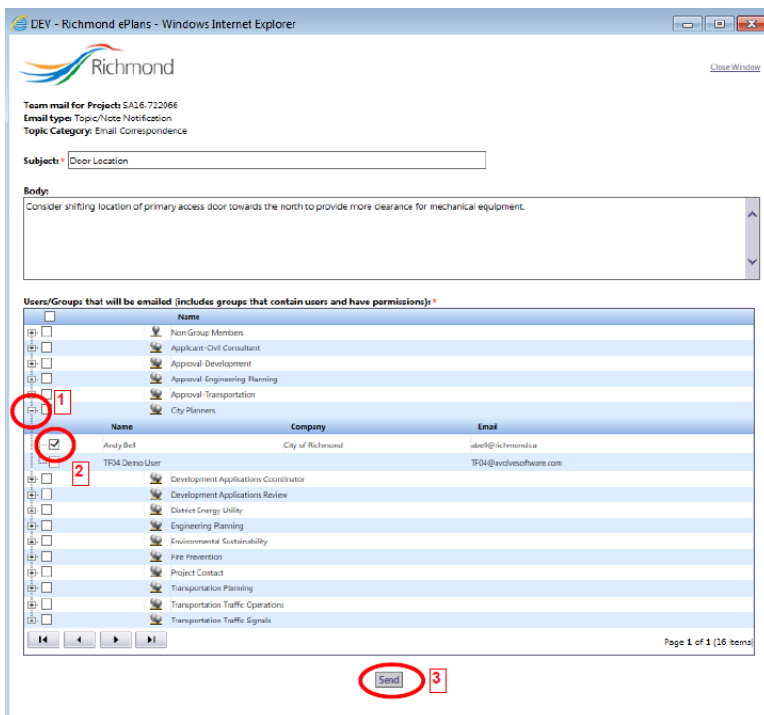 DEV - Richmond ePlans - Windows Internet Explorer
Richmond
Close Window
Team mail for Project: SA16-722066
Email type: Topic/Note Notification
Topic Category: Email Correspondence
Subject: * Door Location
Body:
Consider shifting location of primary access door towards the north to provide more clearance for mechanical equipment.
Users/Groups that will be emailed (includes groups that contain users and have permissions): *
Name
Non Group Members
Applicant-Civil Consultant
Approval-Development
Approval-Engineering Planning
Approval-Transportation
1
City Planners
Name Company Email
Andy Bell City of Richmond abell@richmond.ca
TF04 Demo User TF04@avolvesoftware.com
2
Development Applications Coordinator
Development Applications Review
District Energy Utility
Engineering Planning
Environmental Sustainability
Fire Prevention
Project Contact
Transportation Planning
Transportation Traffic Operations
Transportation Traffic Signals
Page 1 of 1 (16 items)
Send 3